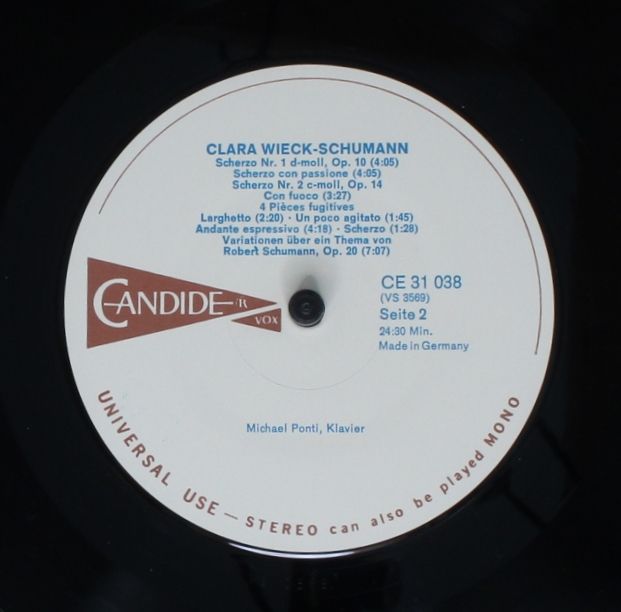 CLARA WIECK-SCHUMANN
Scherzo Nr. 1 d-moll, Op. 10 (4:05)
Scherzo con passione (4:05)
Scherzo Nr. 2 c-moll, Op. 14
Con fuoco (3:27)
4 Pièces fugitives
Larghetto (2:20) · Un poco agitato (1:45)
Andante espressivo (4:18) · Scherzo (1:28)
Variationen über ein Thema von
Robert Schumann, Op. 20 (7:07)
CANDIDE
VOX
CE 31 038
(VS 3569)
Seite 2
24:30 Min.
Made in Germany
Michael Ponti, Klavier
UNIVERSAL USE — STEREO can also be played MONO